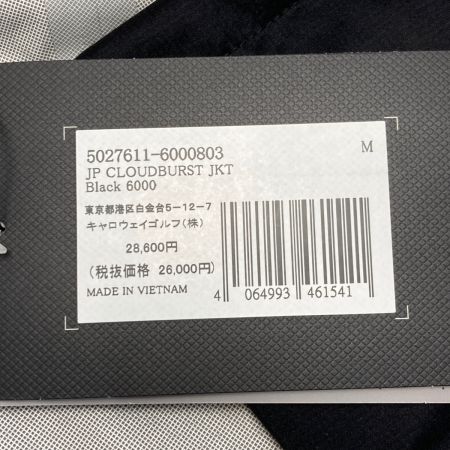 5027611-6000803
M
JP CLOUDBURST JKT
Black 6000
東京都港区白金台5-12-7
キャロウェイゴルフ(株)
28,600円
(税抜価格 26,000円)
MADE IN VIETNAM
4 064993 461541